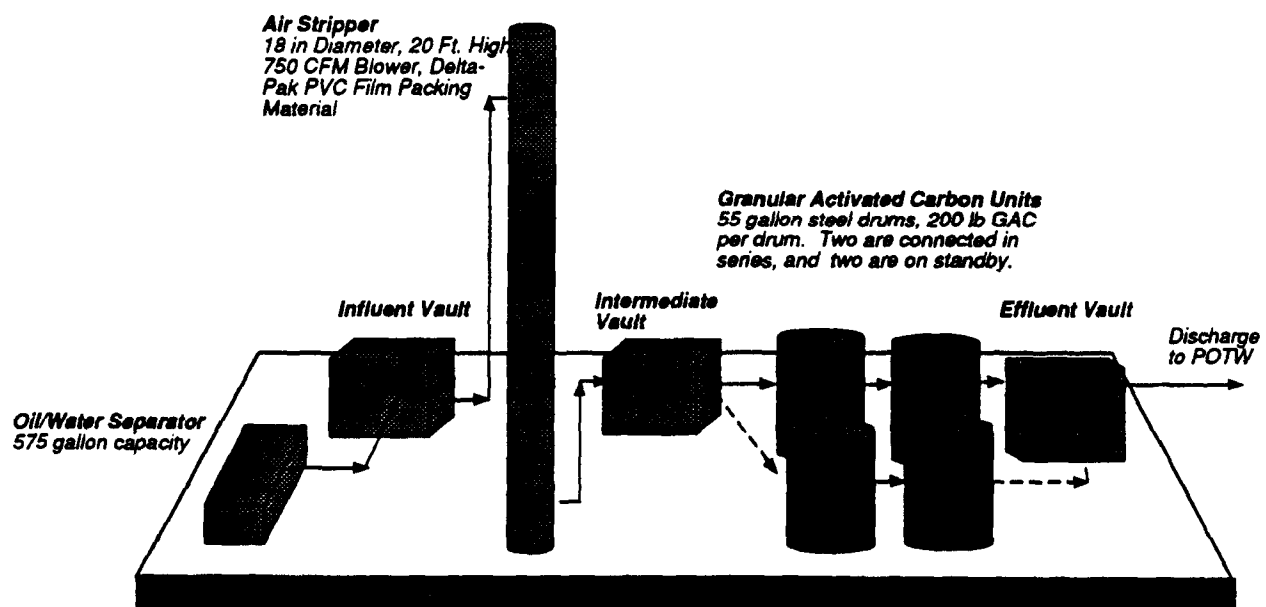 Air Stripper
18 in Diameter, 20 Ft. High
750 CFM Blower, Delta-
Pak PVC Film Packing
Material
Granular Activated Carbon Units
55 gallon steel drums, 200 lb GAC
per drum. Two are connected in
series, and two are on standby.
Influent Vault
Intermediate
Vault
Effluent Vault
Discharge
to POTW
Oil/Water Separator
575 gallon capacity